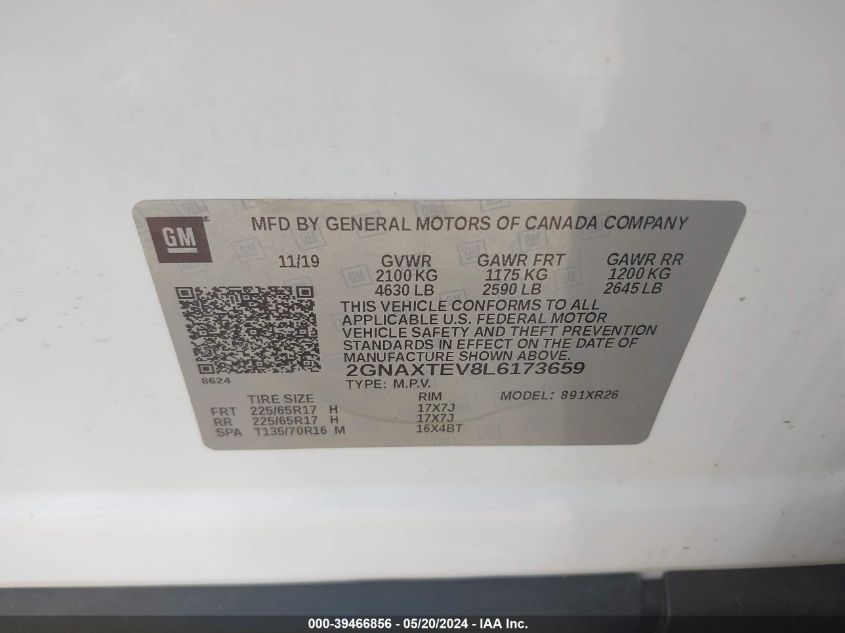 GM
MFD BY GENERAL MOTORS OF CANADA COMPANY
11/19 GVWR GAWR FRT GAWR RR
2100 KG 1175 KG 1200 KG
4630 LB 2590 LB 2645 LB
THIS VEHICLE CONFORMS TO ALL
APPLICABLE U.S. FEDERAL MOTOR
VEHICLE SAFETY AND THEFT PREVENTION
STANDARDS IN EFFECT ON THE DATE OF
MANUFACTURE SHOWN ABOVE.
2GNAXTEV8L6173659
8624
TYPE: M.P.V. MODEL: 891XR26
TIRE SIZE RIM
FRT 225/65R17 H 17X7J
RR 225/65R17 H 17X7J
SPA T135/70R16 M 16X4BT
000-39466856 / 05/20/2024 - IAA Inc.